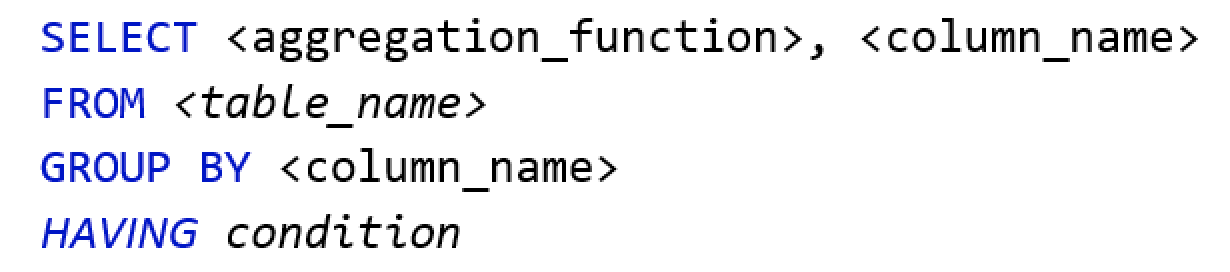 SELECT <aggregation_function>, <column_name>
FROM <table_name>
GROUP BY <column_name>
HAVING condition